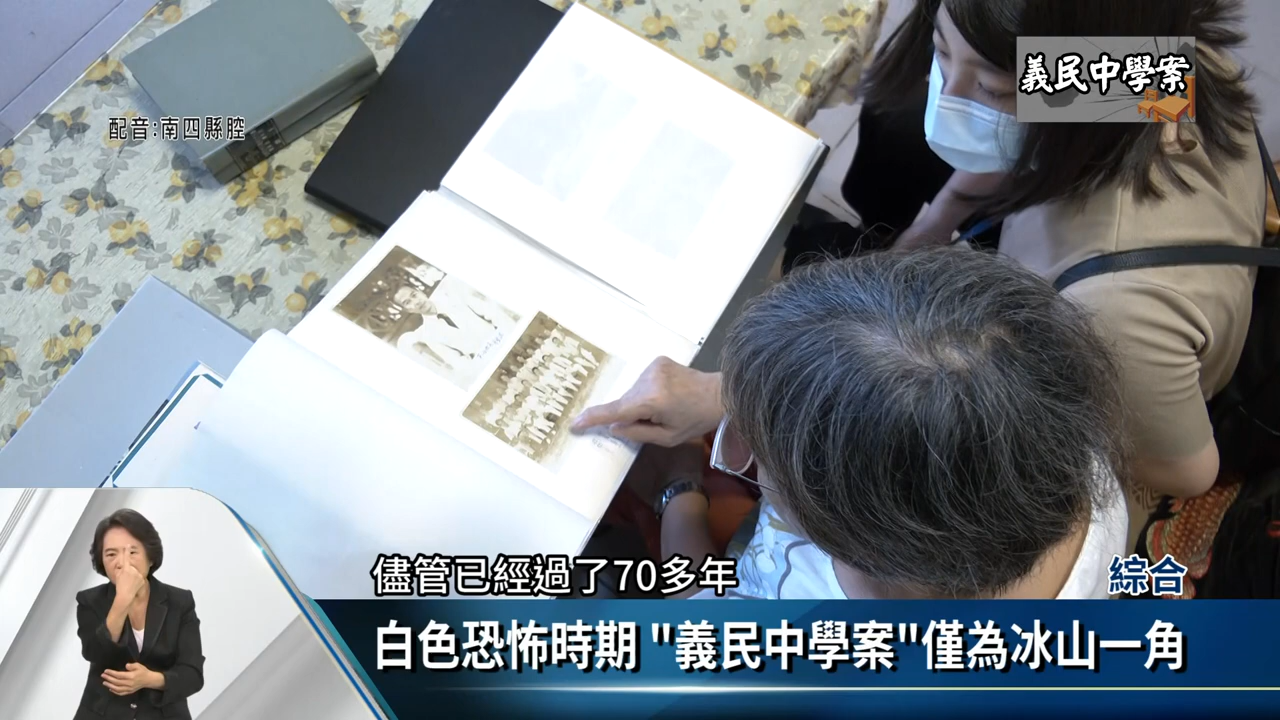 義民中學案
配音:南四縣腔
儘管已經過了70多年
綜合
白色恐怖時期 "義民中學案"僅為冰山一角